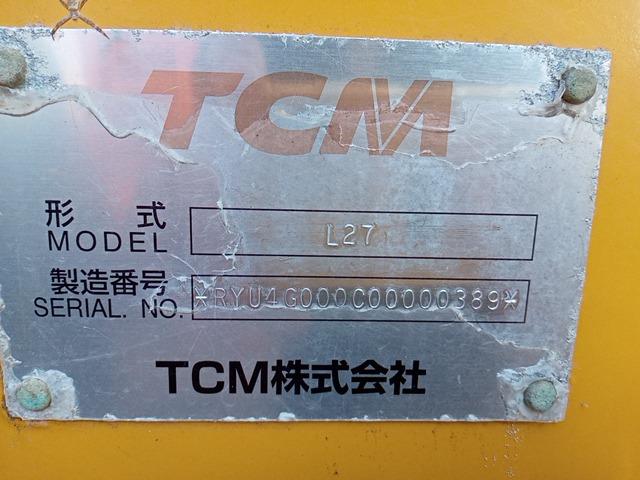 TCM
形 式
MODEL
L27
製造番号
SERIAL. NO.
*RYU4G000C00000389*
TCM株式会社